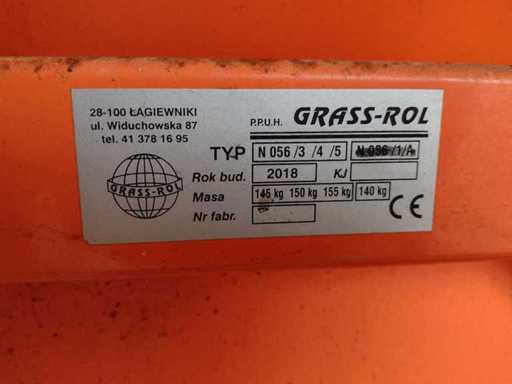 28-100 ŁAGIEWNIKI
ul. Widuchowska 87
tel. 41 378 16 95
GRASS-ROL
P.P.U.H. GRASS-ROL
TYP N 056 /3 /4 /5 N 056 /1/A
Rok bud. 2018 KJ
Masa 145 kg 150 kg 155 kg 140 kg
Nr fabr.
CE